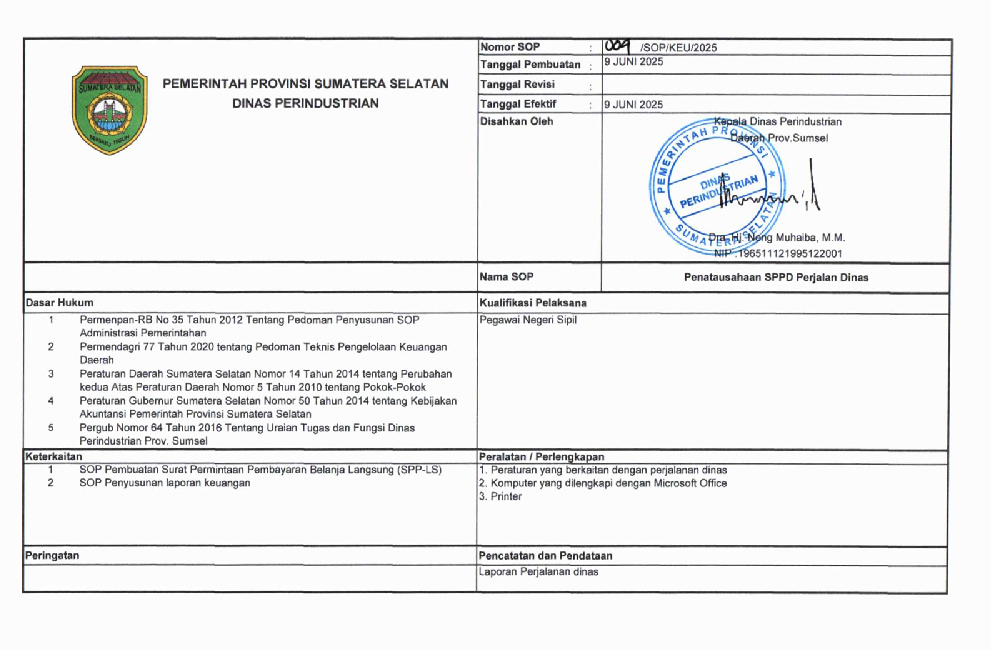 Nomor SOP : 009 /SOP/KEU/2025
Tanggal Pembuatan : 9 JUNI 2025
Tanggal Revisi :
Tanggal Efektif : 9 JUNI 2025
SUMATERA SELATAN
PEMERINTAH PROVINSI SUMATERA SELATAN
DINAS PERINDUSTRIAN
Disahkan Oleh
Kepala Dinas Perindustrian
Daerah Prov.Sumsel
PEMERINTAH PROVINSI
DINAS
PERINDUSTRIAN
SUMATERA SELATAN
Dra. Hj. Neng Muhaiba, M.M.
NIP :196511121995122001
Nama SOP
Penatausahaan SPPD Perjalan Dinas
Dasar Hukum
1 Permenpan-RB No 35 Tahun 2012 Tentang Pedoman Penyusunan SOP
Administrasi Pemerintahan
2 Permendagri 77 Tahun 2020 tentang Pedoman Teknis Pengelolaan Keuangan
Daerah
3 Peraturan Daerah Sumatera Selatan Nomor 14 Tahun 2014 tentang Perubahan
kedua Atas Peraturan Daerah Nomor 5 Tahun 2010 tentang Pokok-Pokok
4 Peraturan Gubernur Sumatera Selatan Nomor 50 Tahun 2014 tentang Kebijakan
Akuntansi Pemerintah Provinsi Sumatera Selatan
5 Pergub Nomor 64 Tahun 2016 Tentang Uraian Tugas dan Fungsi Dinas
Perindustrian Prov. Sumsel
Kualifikasi Pelaksana
Pegawai Negeri Sipil
Keterkaitan
1 SOP Pembuatan Surat Permintaan Pembayaran Belanja Langsung (SPP-LS)
2 SOP Penyusunan laporan keuangan
Peralatan / Perlengkapan
1. Peraturan yang berkaitan dengan perjalanan dinas
2. Komputer yang dilengkapi dengan Microsoft Office
3. Printer
Peringatan
Pencatatan dan Pendataan
Laporan Perjalanan dinas